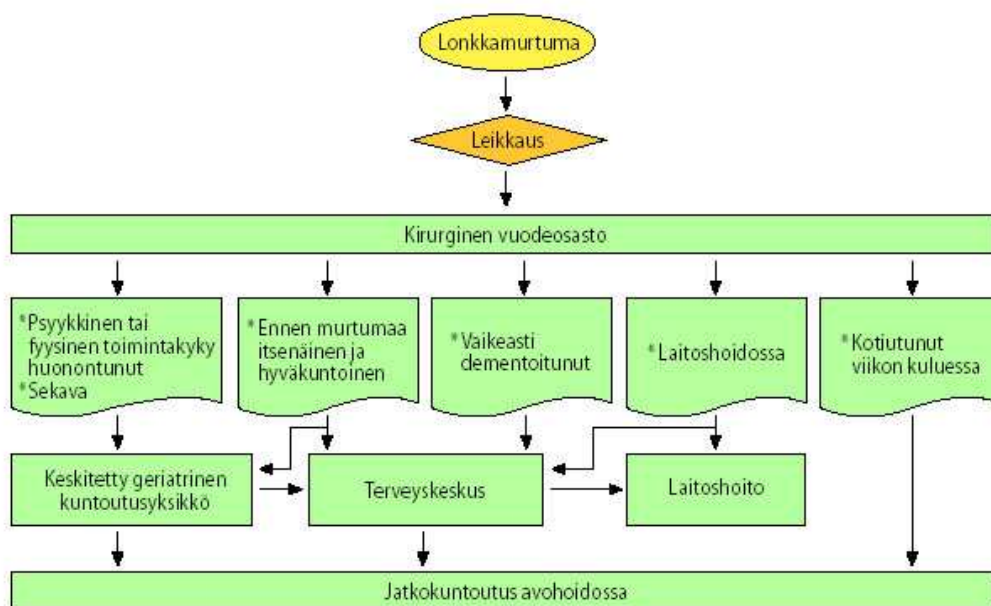 Lonkkamurtuma
Leikkaus
Kirurginen vuodeosasto
*Psyykkinen tai
fyysinen toimintakyky
huonontunut
*Sekava
*Ennen murtumaa
itsenäinen ja
hyväkuntoinen
*Vaikeasti
dementoitunut
*Laitoshoidossa
*Kotiutunut
viikon kuluessa
Keskitetty geriatrinen
kuntoutusyksikkö
Terveyskeskus
Laitoshoito
Jatkokuntoutus avohoidossa